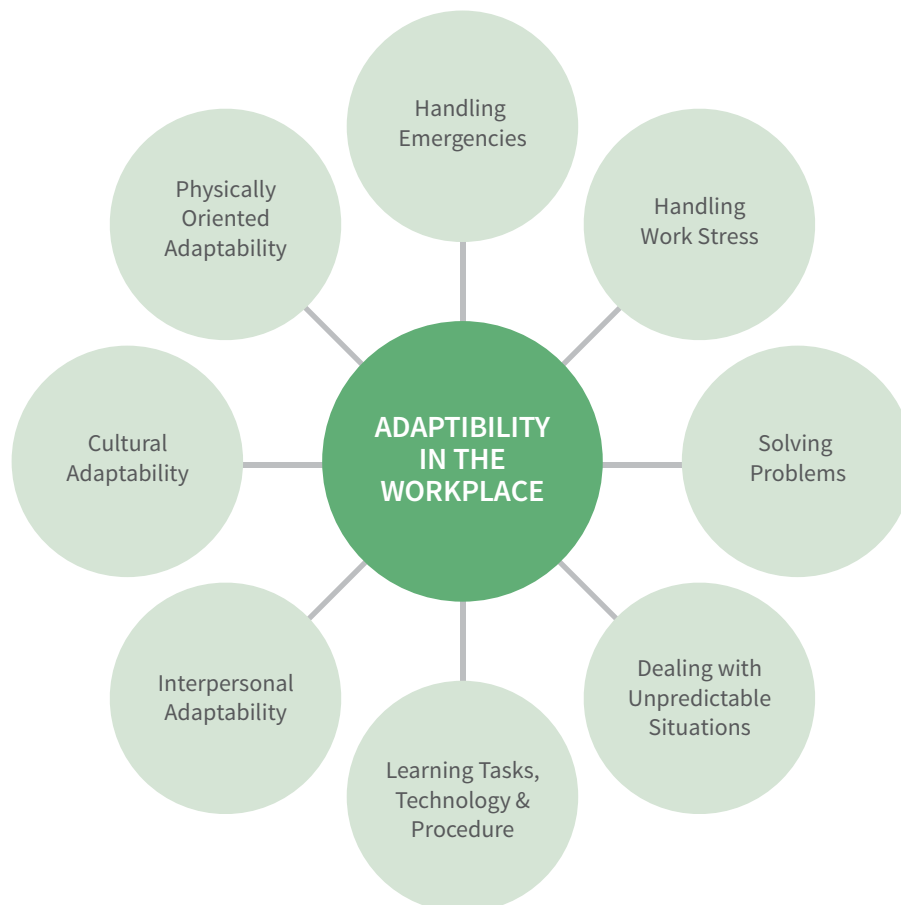 Handling
Emergencies
Physically
Oriented
Adaptability
Handling
Work Stress
Cultural
Adaptability
ADAPTIBILITY
IN THE
WORKPLACE
Solving
Problems
Interpersonal
Adaptability
Dealing with
Unpredictable
Situations
Learning Tasks,
Technology &
Procedure